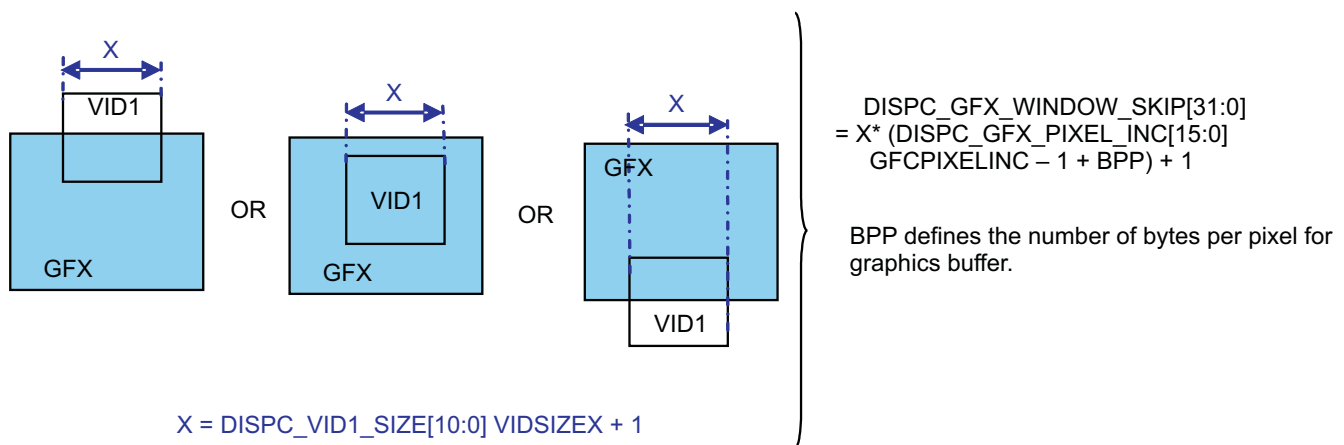 X
VID1
GFX
OR
X
VID1
GFX
OR
X
GFX
VID1
X = DISPC_VID1_SIZE[10:0] VIDSIZEX + 1
DISPC_GFX_WINDOW_SKIP[31:0]
= X* (DISPC_GFX_PIXEL_INC[15:0]
GFCPIXELINC – 1 + BPP) + 1
BPP defines the number of bytes per pixel for
graphics buffer.